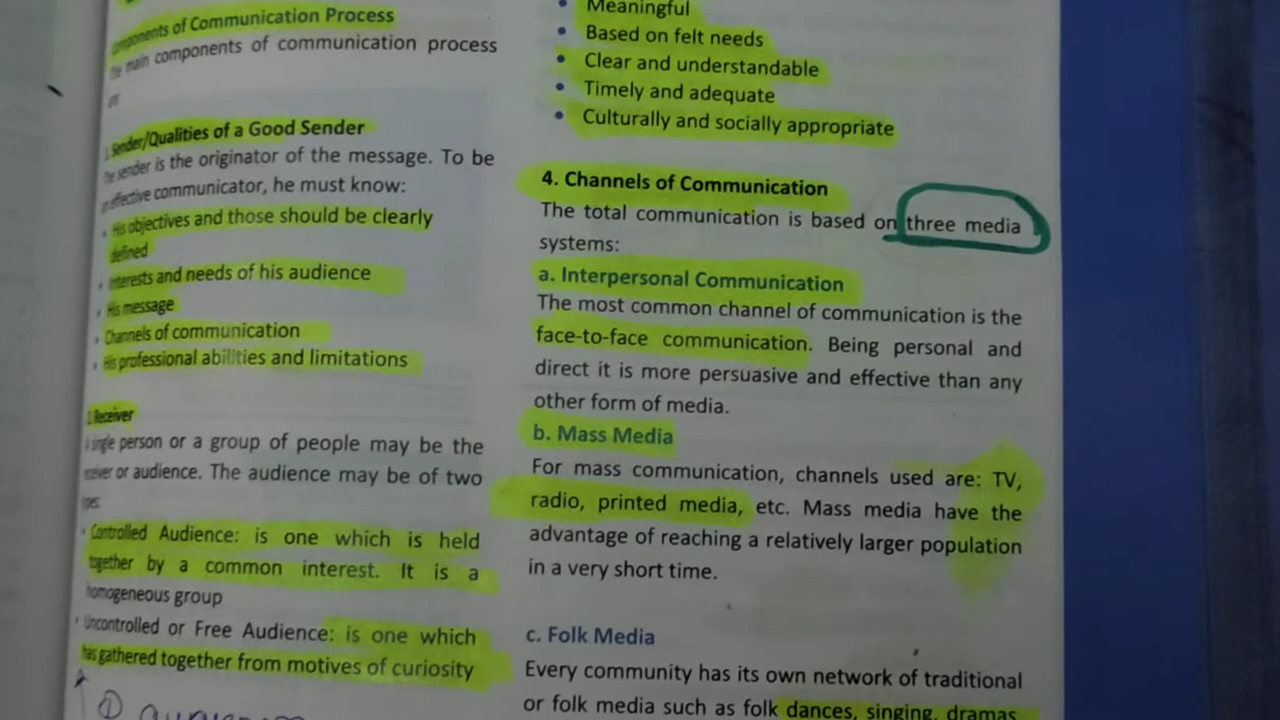 Components of Communication Process
The main components of communication process
are:
1. Sender/Qualities of a Good Sender
The sender is the originator of the message. To be
an effective communicator, he must know:
• His objectives and those should be clearly
defined
• Interests and needs of his audience
• His message
• Channels of communication
• His professional abilities and limitations
2. Receiver
A single person or a group of people may be the
receiver or audience. The audience may be of two
types:
• Controlled Audience: is one which is held
together by a common interest. It is a
homogeneous group
• Uncontrolled or Free Audience: is one which
has gathered together from motives of curiosity
①
• Meaningful
• Based on felt needs
• Clear and understandable
• Timely and adequate
• Culturally and socially appropriate
4. Channels of Communication
The total communication is based on three media
systems:
a. Interpersonal Communication
The most common channel of communication is the
face-to-face communication. Being personal and
direct it is more persuasive and effective than any
other form of media.
b. Mass Media
For mass communication, channels used are: TV,
radio, printed media, etc. Mass media have the
advantage of reaching a relatively larger population
in a very short time.
c. Folk Media
Every community has its own network of traditional
or folk media such as folk dances, singing, dramas,